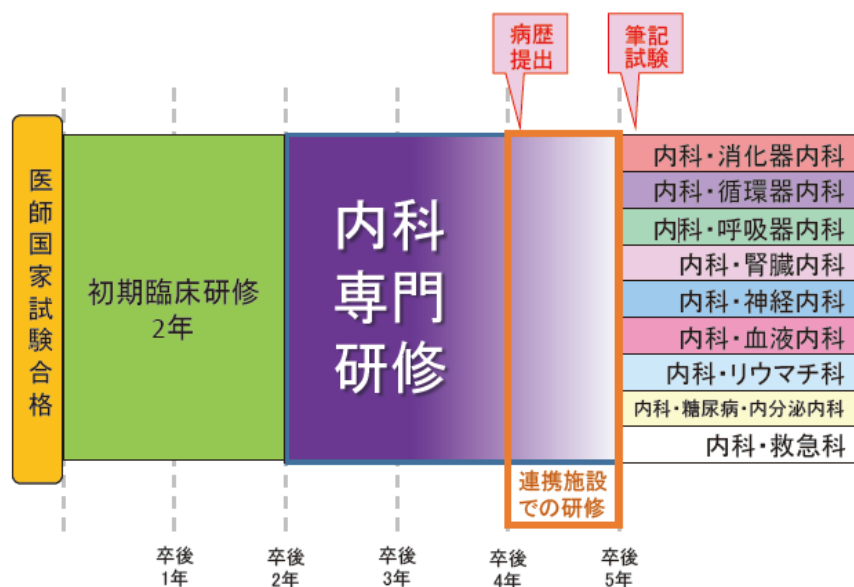 病歴
提出
筆記
試験
医師国家試験合格
初期臨床研修
2年
内科
専門
研修
内科・消化器内科
内科・循環器内科
内科・呼吸器内科
内科・腎臓内科
内科・神経内科
内科・血液内科
内科・リウマチ科
内科・糖尿病・内分泌内科
内科・救急科
連携施設
での研修
卒後
1年
卒後
2年
卒後
3年
卒後
4年
卒後
5年